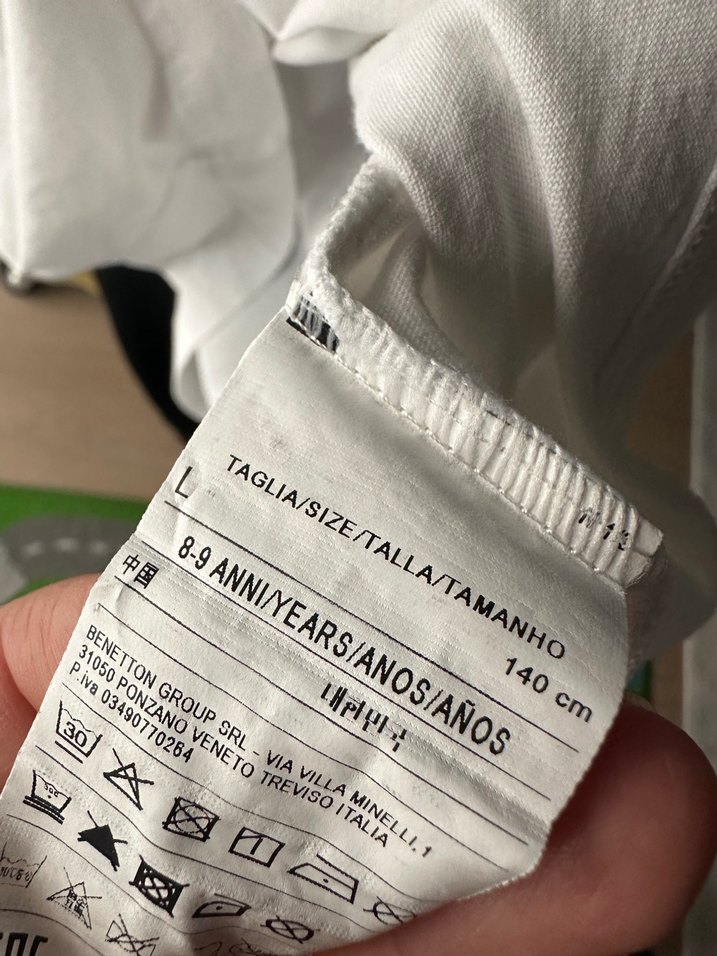 TAGLIA/SIZE/TALLA/TAMANHO
L 140 cm
8-9 ANNI/YEARS/ANOS/AÑOS
中国
BENETTON GROUP SRL - VIA VILLA MINELLI,1
31050 PONZANO VENETO TREVISO ITALIA
P.iva 03490770264
30